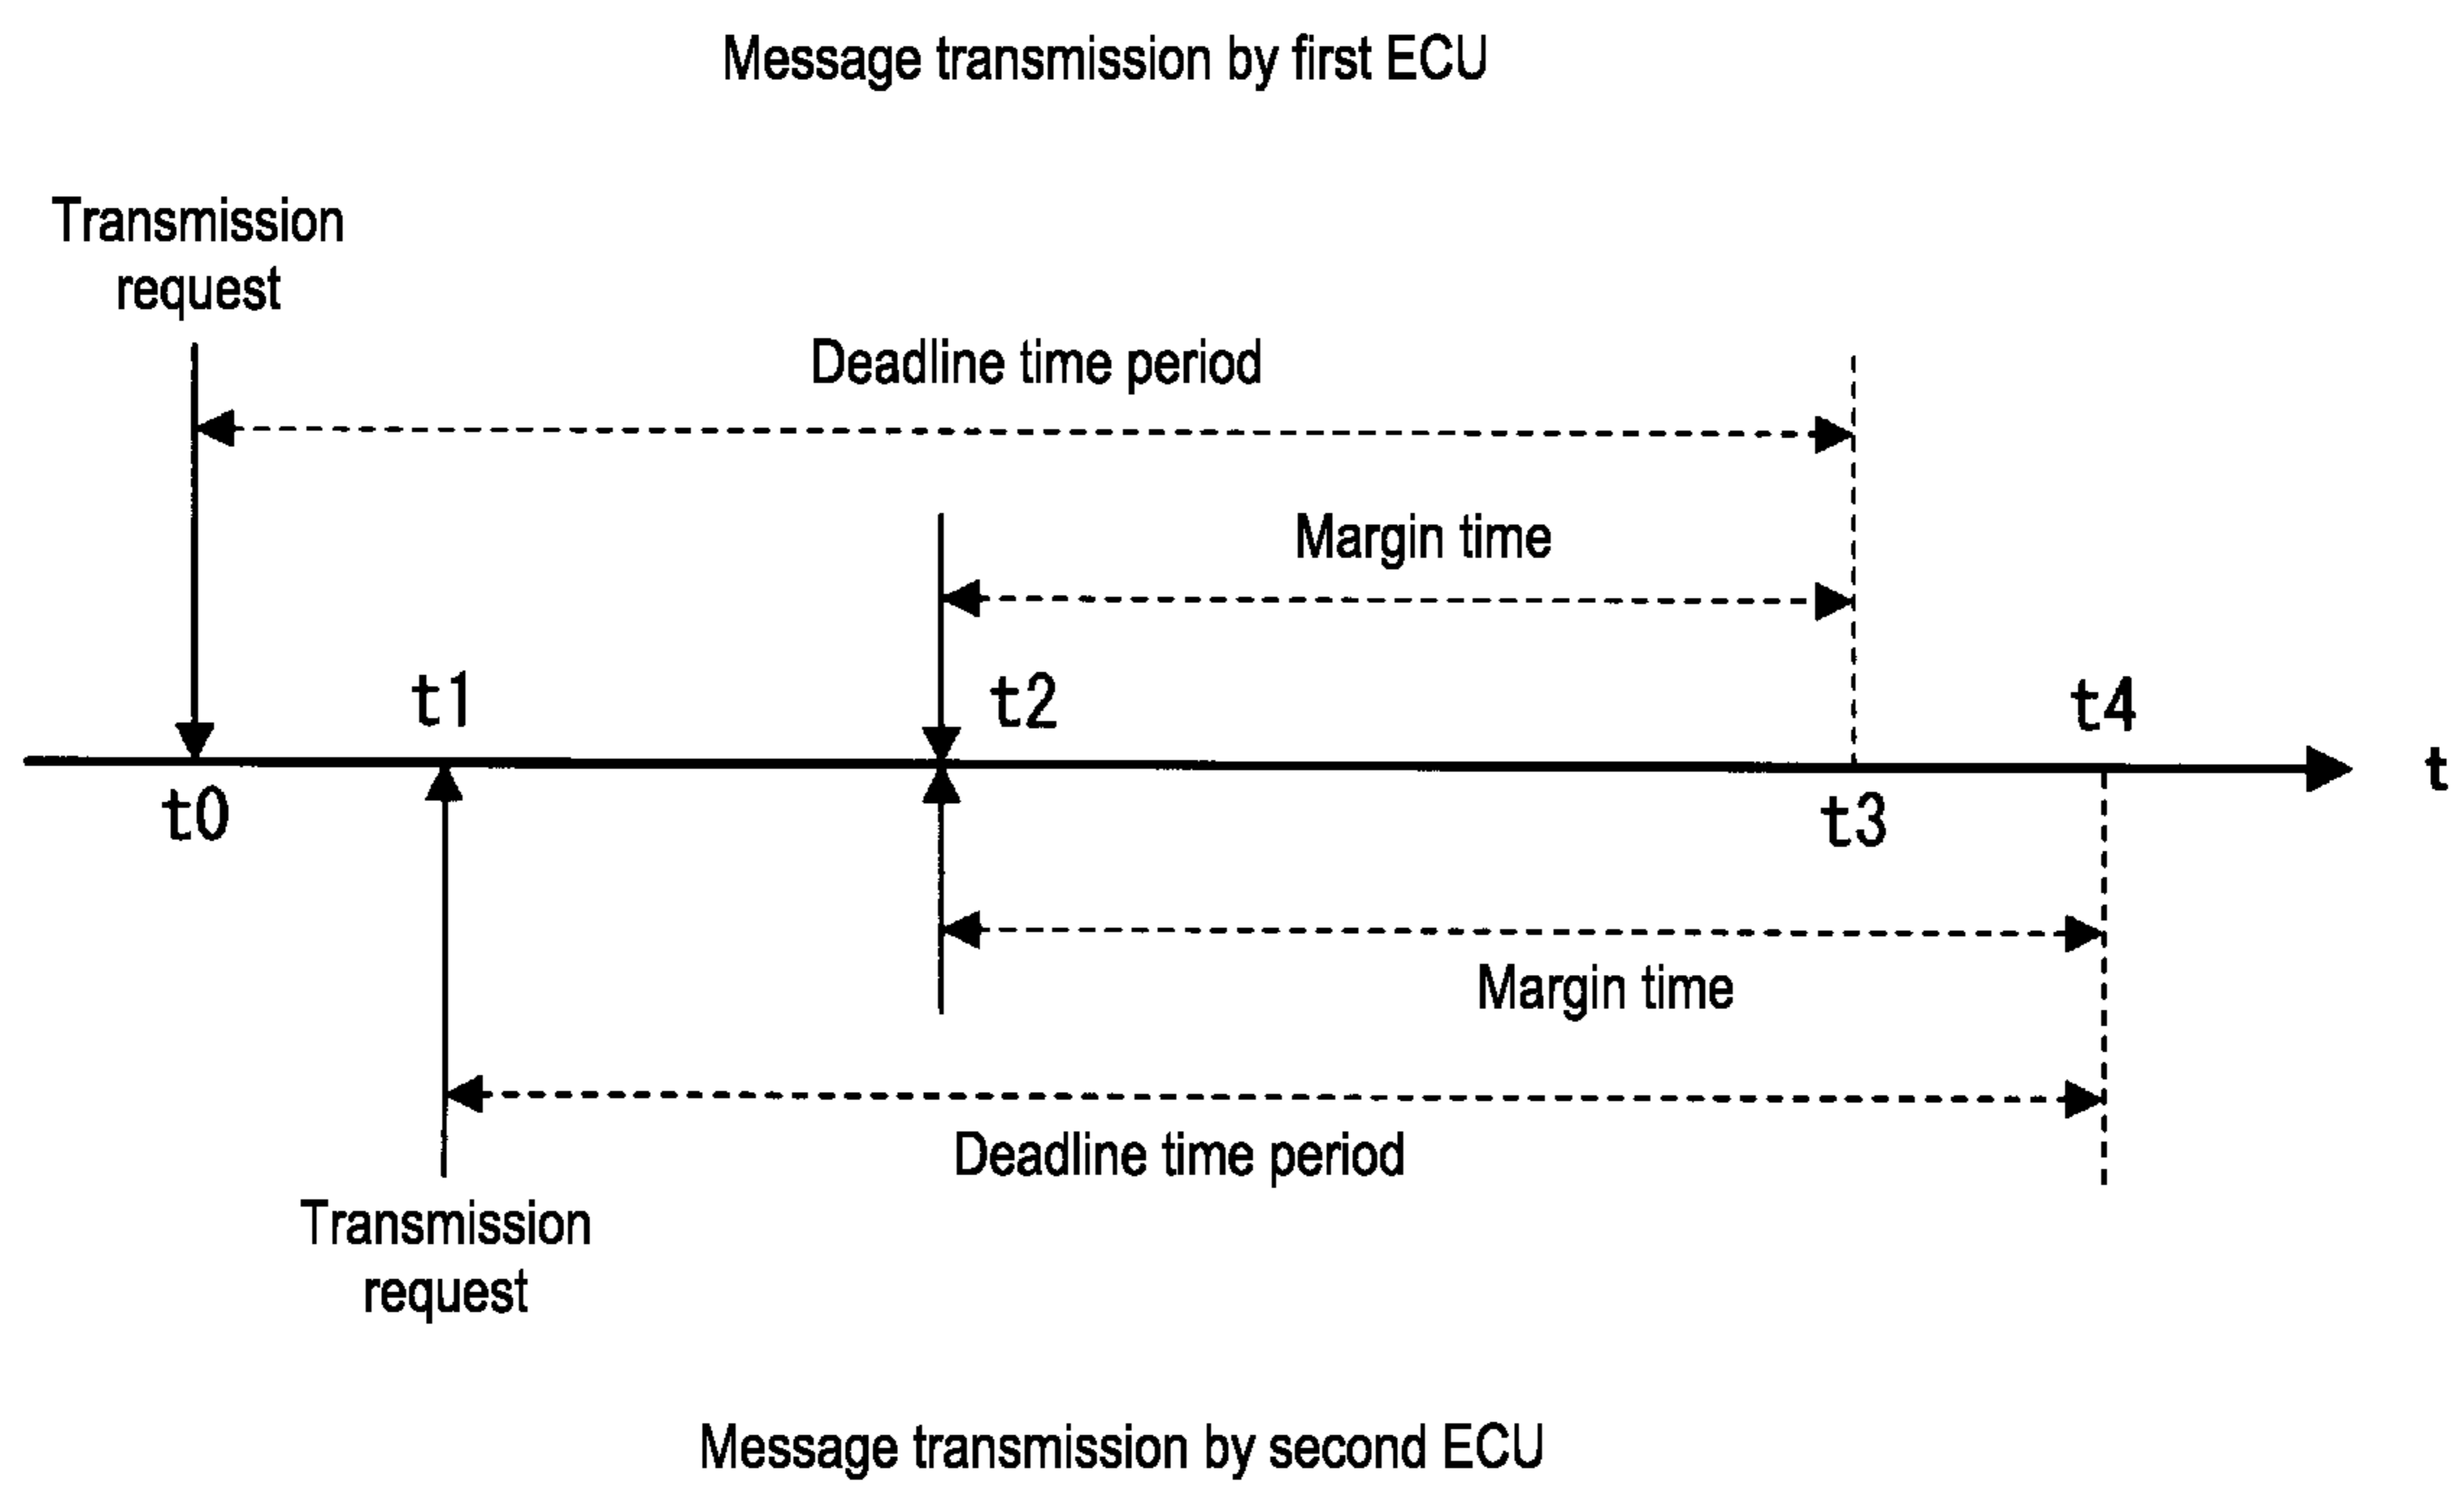 Message transmission by first ECU
Transmission
request
Deadline time period
Margin time
t1
t2
t4
t
t0
t3
Margin time
Deadline time period
Transmission
request
Message transmission by second ECU